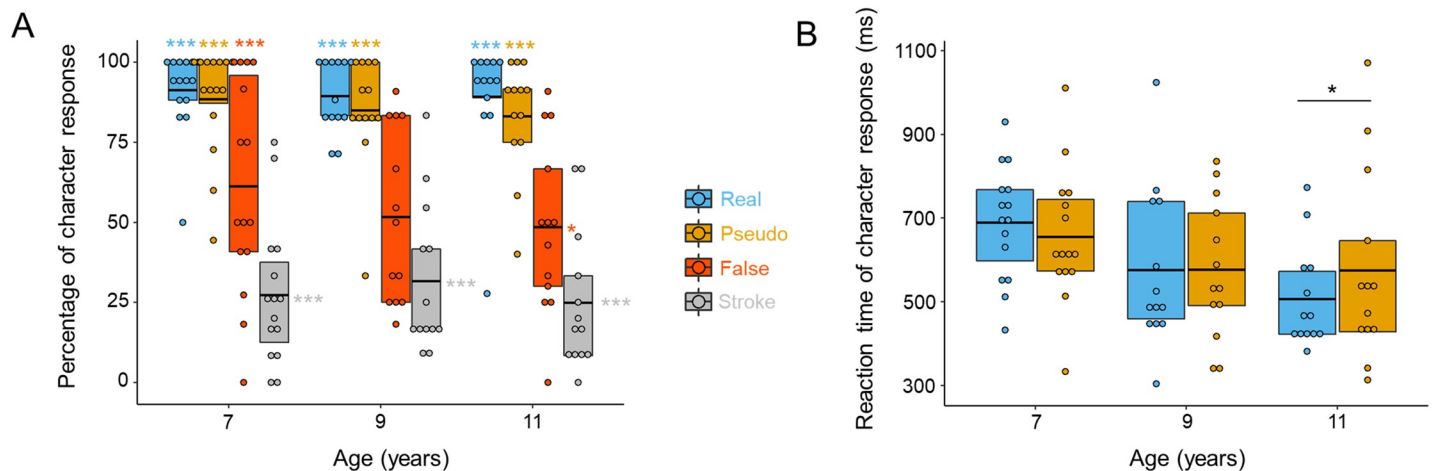 A
Percentage of character response
100
75
50
25
0
*** *** ***
***
*** ***
***
*** ***
*
***
7 9 11
Age (years)
Real
Pseudo
False
Stroke
B
Reaction time of character response (ms)
1100
900
700
500
300
*
7 9 11
Age (years)